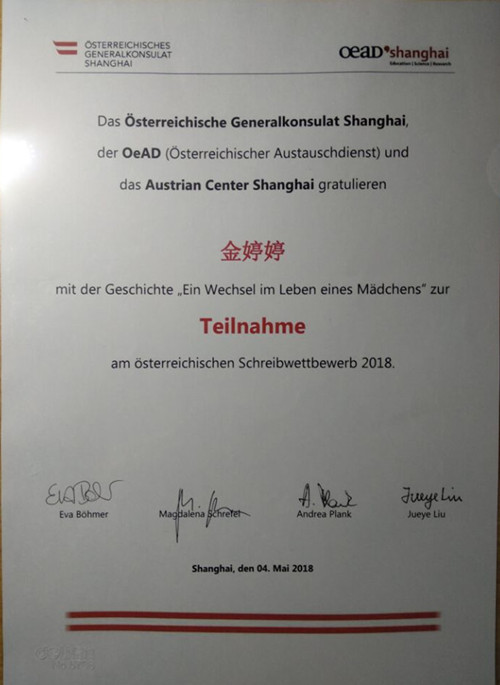 ÖSTERREICHISCHES
GENERALKONSULAT
SHANGHAI
OeAD*shanghai
Education | Science | Research
Das Österreichische Generalkonsulat Shanghai,
der OeAD (Österreichischer Austauschdienst) und
das Austrian Center Shanghai gratulieren
金婷婷
mit der Geschichte „Ein Wechsel im Leben eines Mädchens“ zur
Teilnahme
am österreichischen Schreibwettbewerb 2018.
Eva Böhmer Magdalena Schrefel Andrea Plank Jueye Liu
Shanghai, den 04. Mai 2018